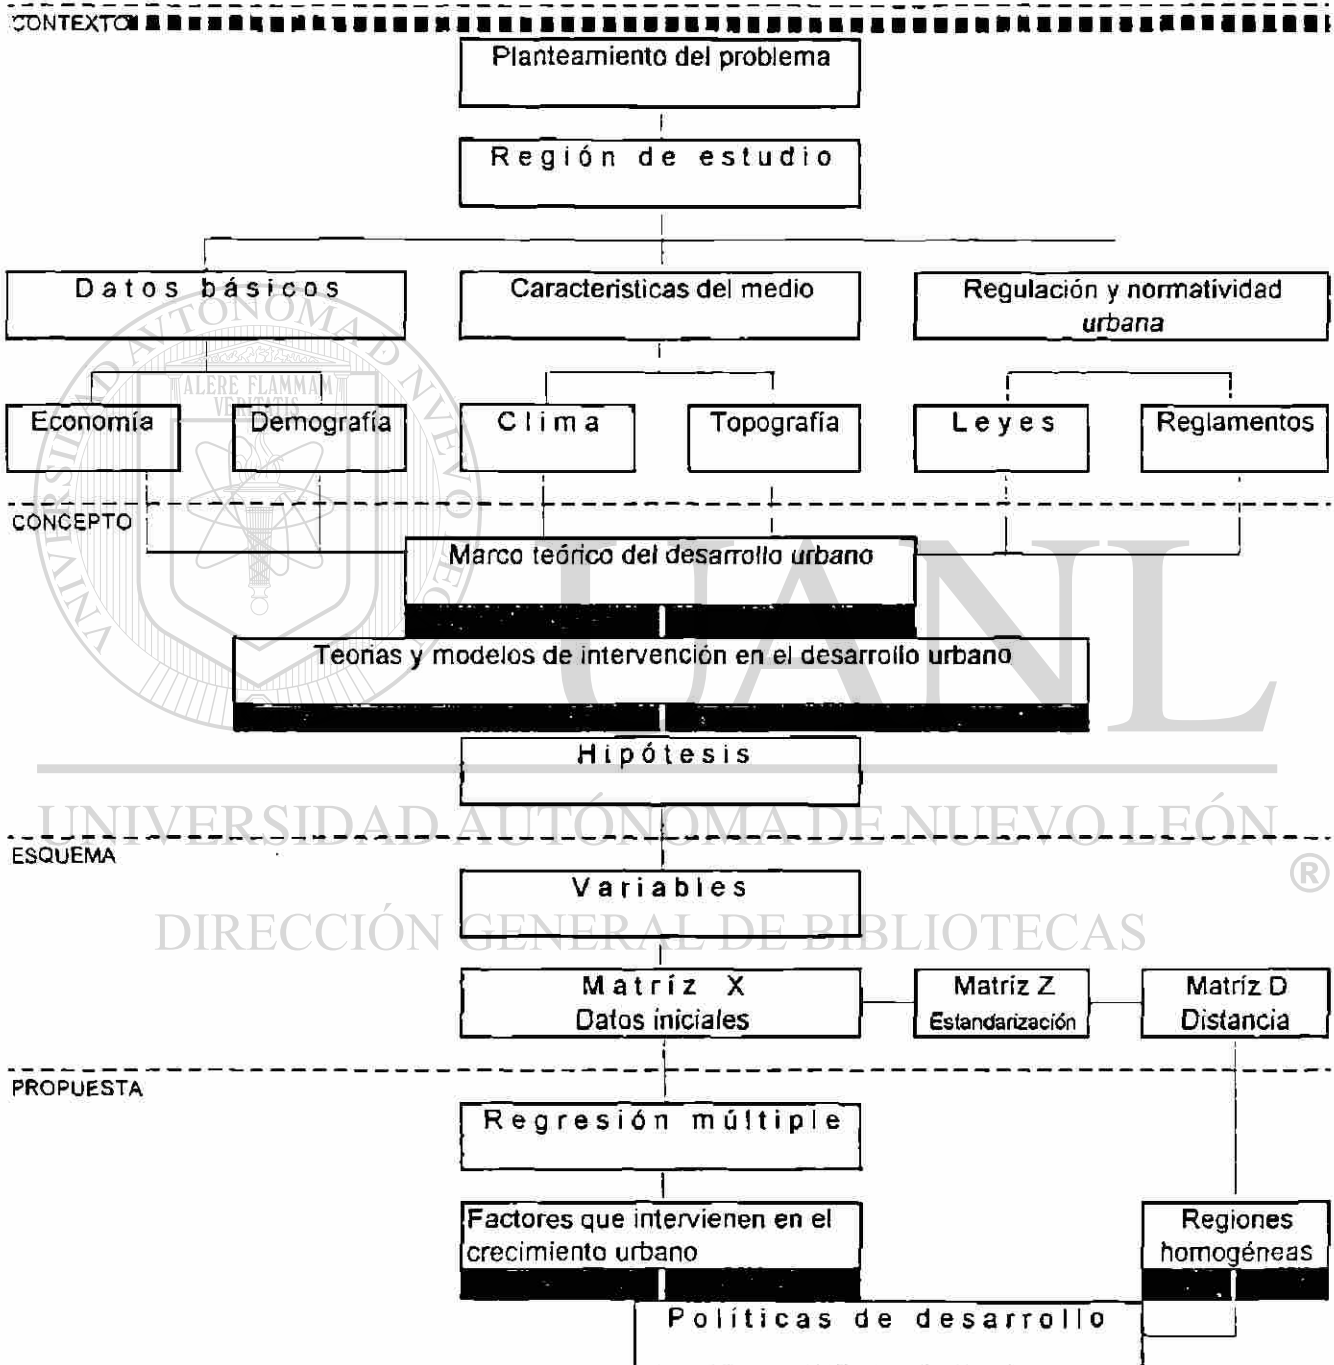 CONTEXTO
Planteamiento del problema
Región de estudio
Datos básicos
Caracteristicas del medio
Regulación y normatividad
urbana
Economía
Demografía
Clima
Topografía
Leyes
Reglamentos
CONCEPTO
Marco teórico del desarrollo urbano
Teorias y modelos de intervención en el desarrollo urbano
Hipótesis
ESQUEMA
Variables
Matríz X
Datos iniciales
Matríz Z
Estandarización
Matríz D
Distancia
PROPUESTA
Regresión múltiple
Factores que intervienen en el
crecimiento urbano
Regiones
homogéneas
Políticas de desarrollo
UNIVERSIDAD AUTÓNOMA DE NUEVO LEÓN
®
DIRECCIÓN GENERAL DE BIBLIOTECAS
UANL
ALERE FLAMMAM
VERITATIS